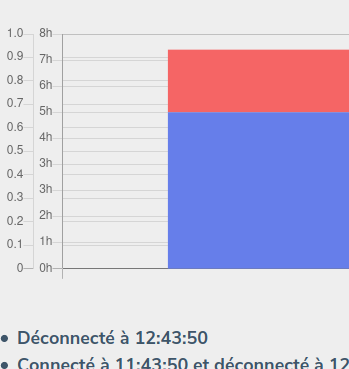 1.0 8h
0.9 7h
0.8 6h
0.7 5h
0.6 4h
0.5 3h
0.4 3h
0.3 2h
0.2 1h
0.1 0h
0
• Déconnecté à 12:43:50
• Connecté à 11:43:50 et déconnecté à 12